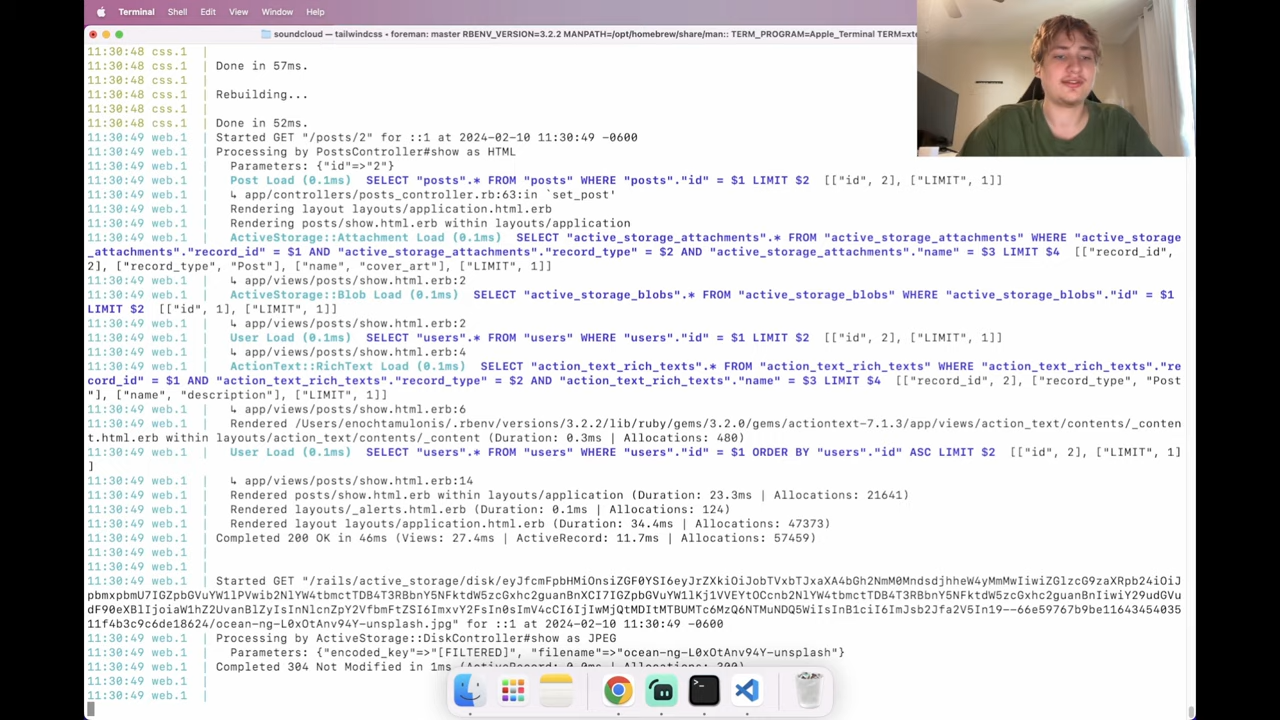 Terminal Shell Edit View Window Help
soundcloud — tailwindcss ◂ foreman: master RBENV_VERSION=3.2.2 MANPATH=/opt/homebrew/share/man:: TERM_PROGRAM=Apple_Terminal
11:30:48 css.1 |
11:30:48 css.1 | Done in 57ms.
11:30:48 css.1 |
11:30:48 css.1 | Rebuilding...
11:30:48 css.1 |
11:30:48 css.1 | Done in 52ms.
11:30:49 web.1 | Started GET "/posts/2" for ::1 at 2024-02-10 11:30:49 -0600
11:30:49 web.1 | Processing by PostsController#show as HTML
11:30:49 web.1 | Parameters: {"id"=>"2"}
11:30:49 web.1 | Post Load (0.1ms) SELECT "posts".* FROM "posts" WHERE "posts"."id" = $1 LIMIT $2 [["id", 2], ["LIMIT", 1]]
11:30:49 web.1 | ↳ app/controllers/posts_controller.rb:63:in `set_post'
11:30:49 web.1 | Rendering layout layouts/application.html.erb
11:30:49 web.1 | Rendering posts/show.html.erb within layouts/application
11:30:49 web.1 | ActiveStorage::Attachment Load (0.1ms) SELECT "active_storage_attachments".* FROM "active_storage_attachments" WHERE "active_storage
_attachments"."record_id" = $1 AND "active_storage_attachments"."record_type" = $2 AND "active_storage_attachments"."name" = $3 LIMIT $4 [["record_id",
2], ["record_type", "Post"], ["name", "cover_art"], ["LIMIT", 1]]
11:30:49 web.1 | ↳ app/views/posts/show.html.erb:2
11:30:49 web.1 | ActiveStorage::Blob Load (0.1ms) SELECT "active_storage_blobs".* FROM "active_storage_blobs" WHERE "active_storage_blobs"."id" = $1
LIMIT $2 [["id", 1], ["LIMIT", 1]]
11:30:49 web.1 | ↳ app/views/posts/show.html.erb:2
11:30:49 web.1 | User Load (0.1ms) SELECT "users".* FROM "users" WHERE "users"."id" = $1 LIMIT $2 [["id", 2], ["LIMIT", 1]]
11:30:49 web.1 | ↳ app/views/posts/show.html.erb:4
11:30:49 web.1 | ActionText::RichText Load (0.1ms) SELECT "action_text_rich_texts".* FROM "action_text_rich_texts" WHERE "action_text_rich_texts"."re
cord_id" = $1 AND "action_text_rich_texts"."record_type" = $2 AND "action_text_rich_texts"."name" = $3 LIMIT $4 [["record_id", 2], ["record_type", "Post
"], ["name", "description"], ["LIMIT", 1]]
11:30:49 web.1 | ↳ app/views/posts/show.html.erb:6
11:30:49 web.1 | Rendered /Users/enochtamulonis/.rbenv/versions/3.2.2/lib/ruby/gems/3.2.0/gems/actiontext-7.1.3/app/views/action_text/contents/_conten
t.html.erb within layouts/action_text/contents/_content (Duration: 0.3ms | Allocations: 480)
11:30:49 web.1 | User Load (0.1ms) SELECT "users".* FROM "users" WHERE "users"."id" = $1 ORDER BY "users"."id" ASC LIMIT $2 [["id", 2], ["LIMIT", 1]
]
11:30:49 web.1 | ↳ app/views/posts/show.html.erb:14
11:30:49 web.1 | Rendered posts/show.html.erb within layouts/application (Duration: 23.3ms | Allocations: 21641)
11:30:49 web.1 | Rendered layouts/_alerts.html.erb (Duration: 0.1ms | Allocations: 124)
11:30:49 web.1 | Rendered layout layouts/application.html.erb (Duration: 34.4ms | Allocations: 47373)
11:30:49 web.1 | Completed 200 OK in 46ms (Views: 27.4ms | ActiveRecord: 11.7ms | Allocations: 57459)
11:30:49 web.1 |
11:30:49 web.1 |
11:30:49 web.1 | Started GET
11:30:49 -0600
11:30:49 web.1 | Processing by ActiveStorage::DiskController#show as JPEG
11:30:49 web.1 | Parameters: {"encoded_key"=>"[FILTERED]", "filename"=>"ocean-ng-L0xOtAnv94Y-unsplash"}
11:30:49 web.1 | Completed 304 Not Modified in 1ms (ActiveRecord: 0.0ms | Allocations: 300)
11:30:49 web.1 |
11:30:49 web.1 |